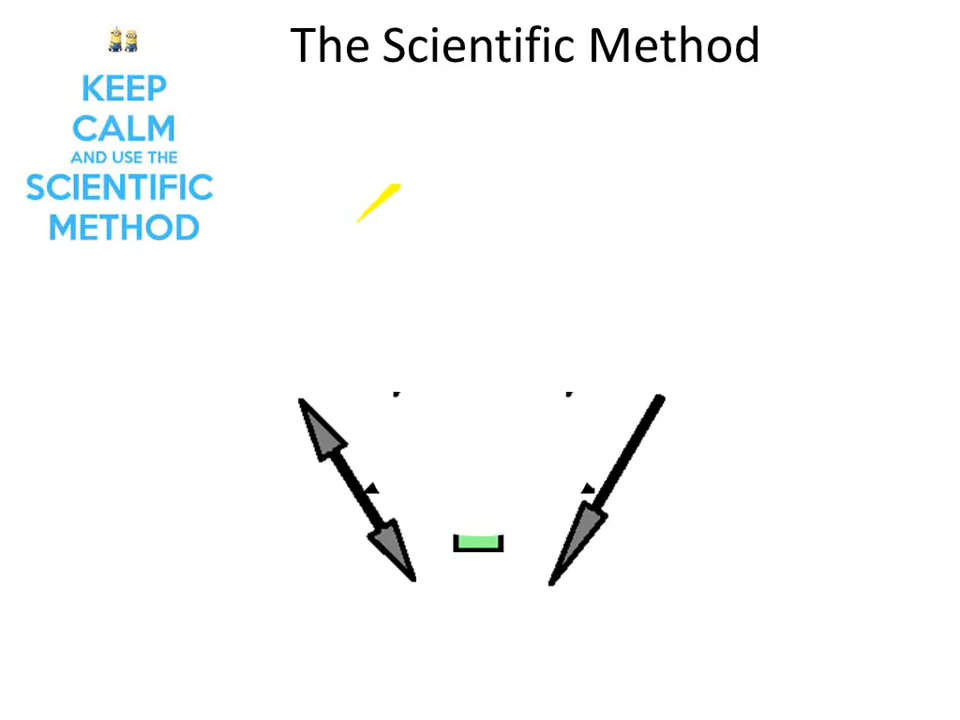 The Scientific Method
KEEP
CALM
AND USE THE
SCIENTIFIC
METHOD